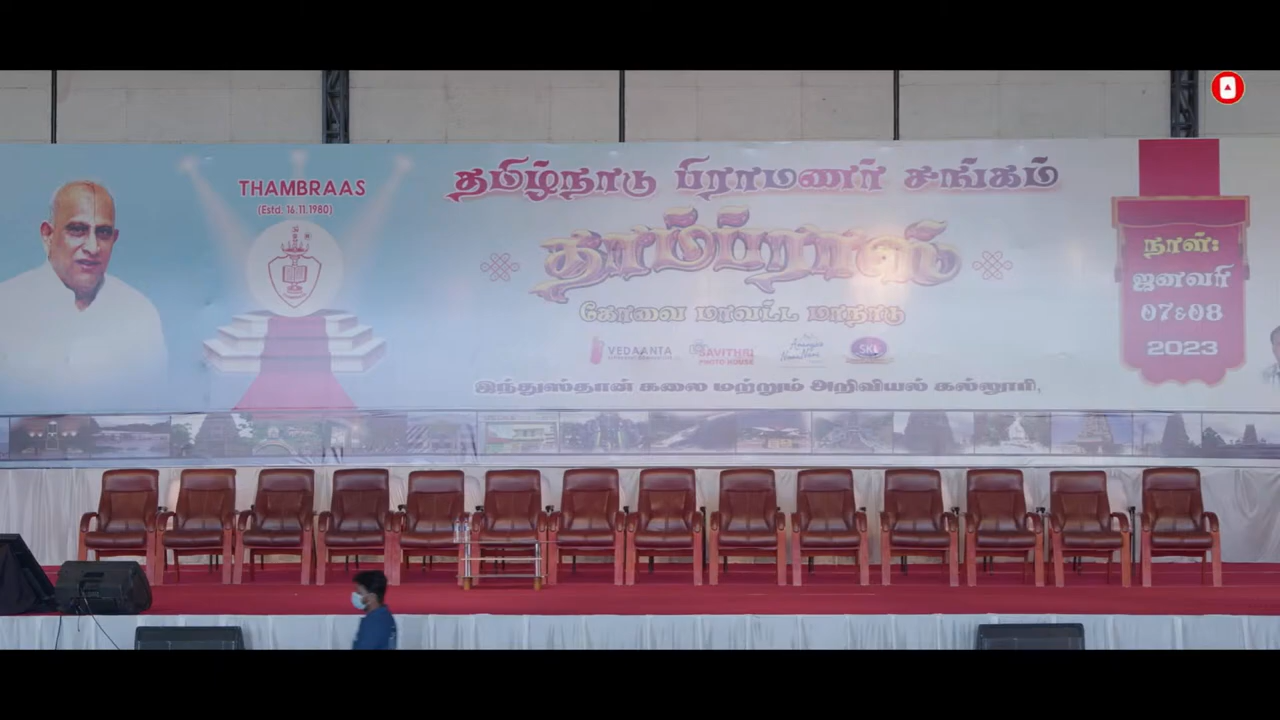 THAMBRAAS
(Estd. 16.11.1980)
தமிழ்நாடு பிராமணர் சங்கம்
தாம்ப்ராஸ்
கோவை மாவட்ட மாநாடு
VEDAANTA
SAVITHRI
PHOTO HOUSE
SKL
இந்துஸ்தான் கலை மற்றும் அறிவியல் கல்லூரி,
நாள்:
ஜனவரி
07&08
2023